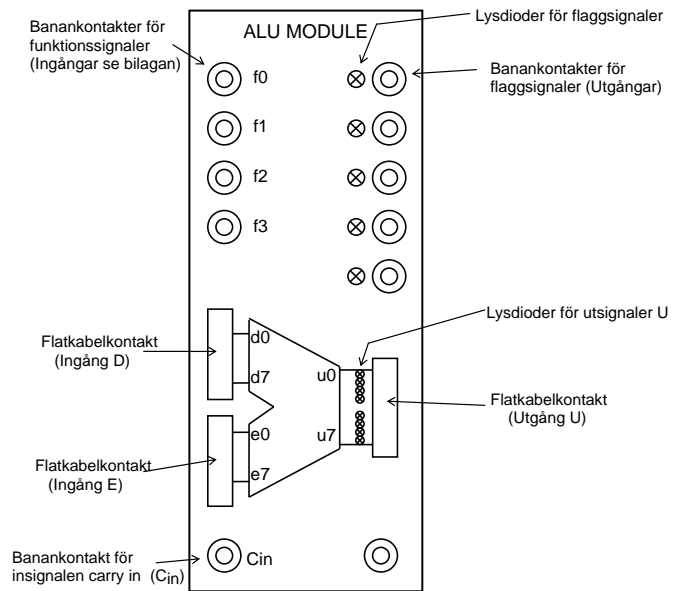 Banankontakter för
funktionssignaler
(Ingångar se bilagan)
ALU MODULE
Lysdioder för flaggsignaler
Banankontakter för
flaggsignaler (Utgångar)
f0
f1
f2
f3
Lysdioder för utsignaler U
Flatkabelkontakt
(Ingång D)
d0
d7
u0
u7
Flatkabelkontakt
(Utgång U)
Flatkabelkontakt
(Ingång E)
e0
e7
Banankontakt för
insignalen carry in (Cin)
Cin